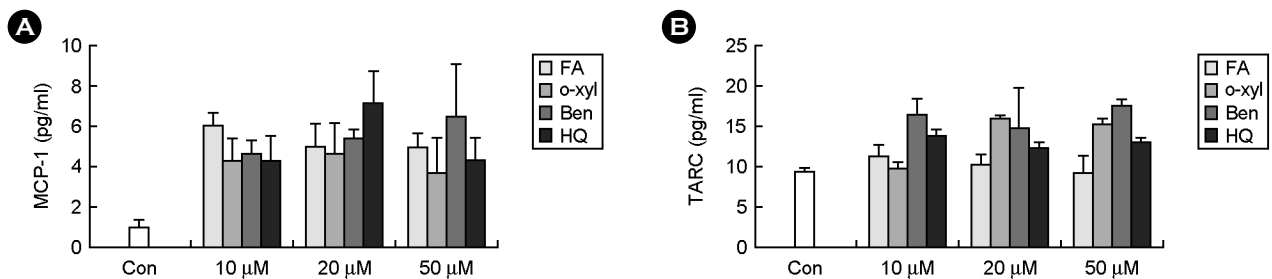 A
MCP-1 (pg/ml)
10
8
6
4
2
0
Con
10 μM
20 μM
50 μM
FA
o-xyl
Ben
HQ
B
TARC (pg/ml)
25
20
15
10
5
0
Con
10 μM
20 μM
50 μM
FA
o-xyl
Ben
HQ